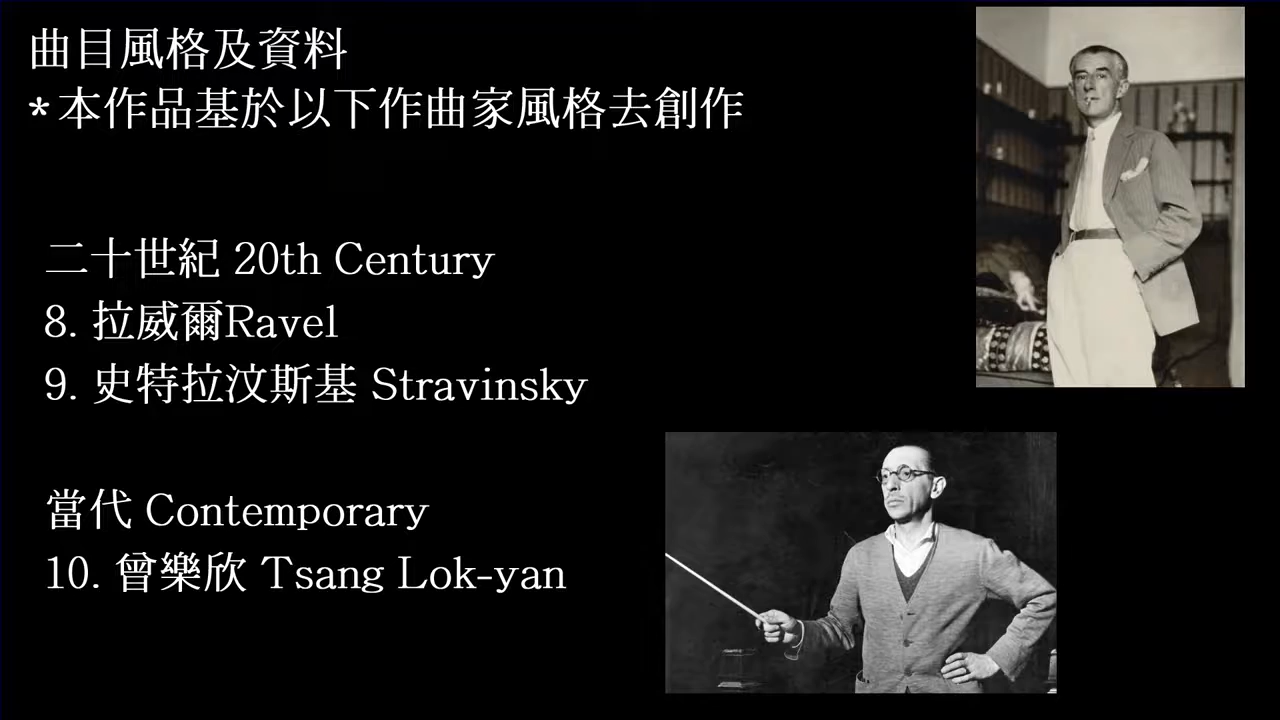 曲目風格及資料
*本作品基於以下作曲家風格去創作
二十世紀 20th Century
8. 拉威爾Ravel
9. 史特拉汶斯基 Stravinsky
當代 Contemporary
10. 曾樂欣 Tsang Lok-yan